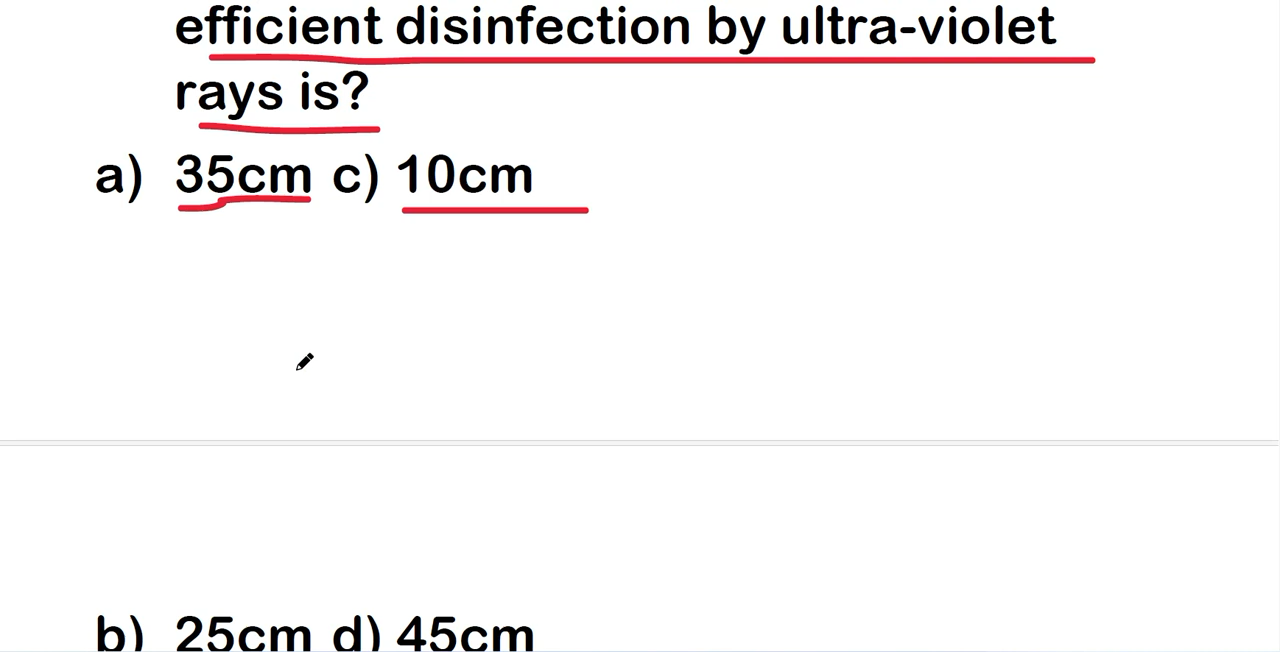 efficient disinfection by ultra-violet
rays is?
a) 35cm c) 10cm
b) 25cm d) 45cm